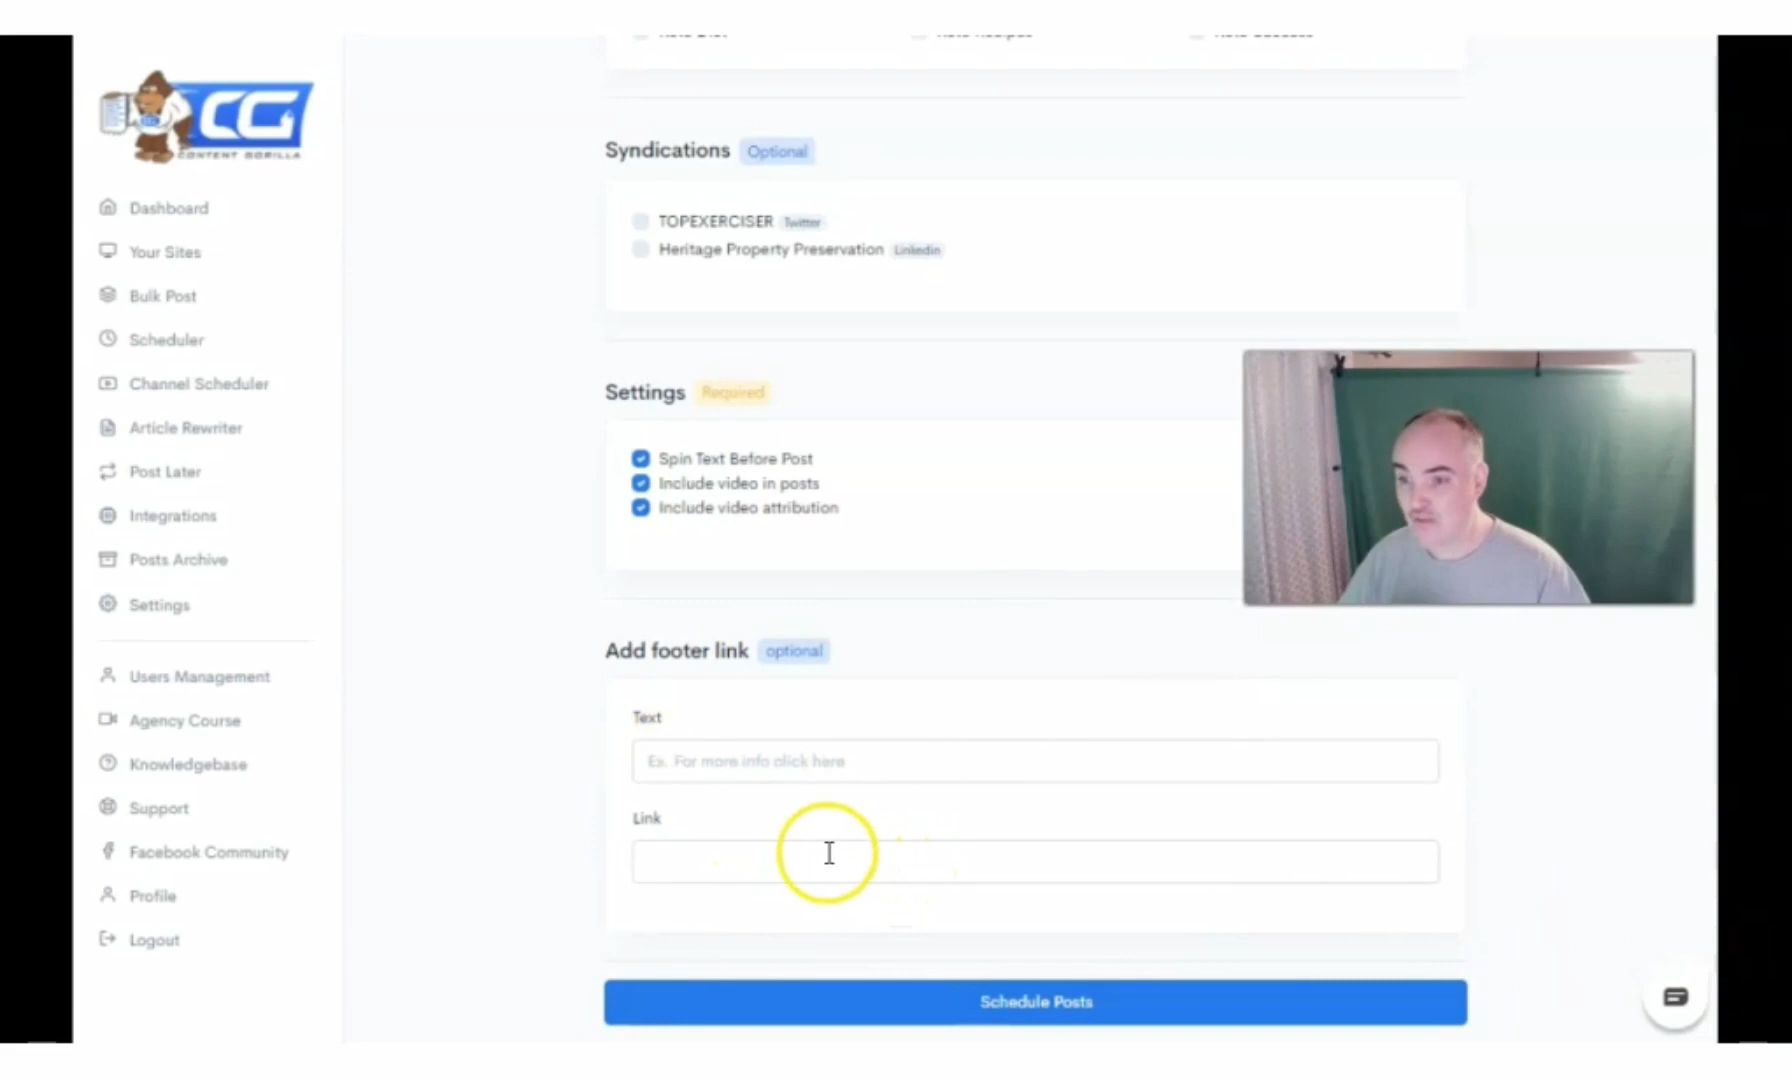 CG
CONTENT GORILLA
Dashboard
Your Sites
Bulk Post
Scheduler
Channel Scheduler
Article Rewriter
Post Later
Integrations
Posts Archive
Settings
Users Management
Agency Course
Knowledgebase
Support
Facebook Community
Profile
Logout
Syndications Optional
TOPEXERCISER Twitter
Heritage Property Preservation Linkedin
Settings Required
Spin Text Before Post
Include video in posts
Include video attribution
Add footer link optional
Text
Ex. For more info click here
Link
Schedule Posts